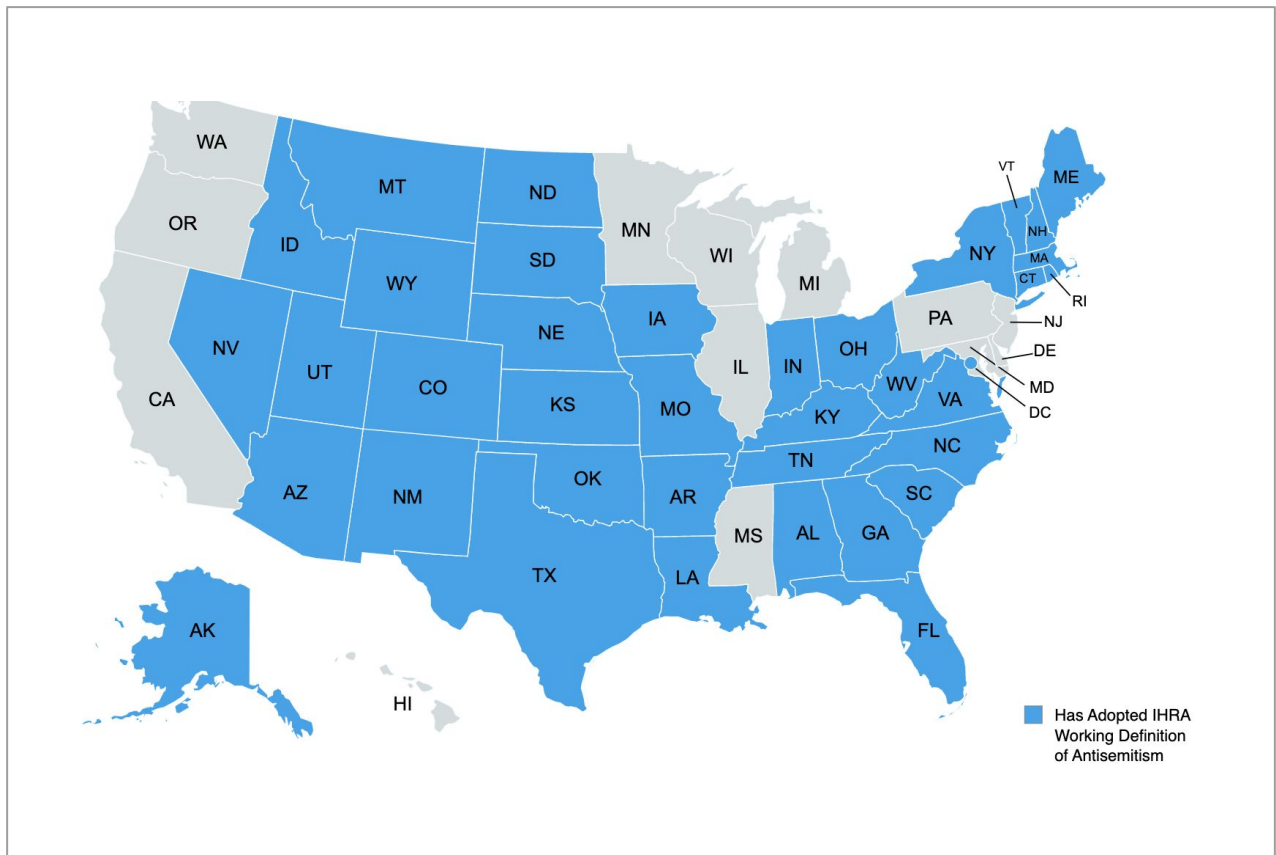 WA
MT
ND
MN
VT
ME
OR
ID
SD
WI
NH
NY
MA
WY
MI
CT
RI
IA
PA
NJ
NE
NV
OH
IL
IN
DE
UT
CO
WV
MD
CA
KS
MO
VA
KY
DC
NC
TN
OK
AZ
NM
AR
SC
MS
AL
GA
TX
LA
AK
FL
HI
Has Adopted IHRA
Working Definition
of Antisemitism